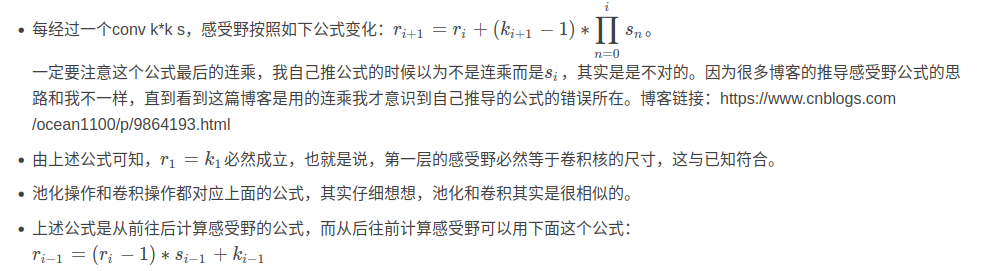 • 每经过一个conv k*k s，感受野按照如下公式变化：$r_{i+1} = r_i + (k_{i+1} - 1) * \prod_{n=0}^{i} s_n$。
一定要注意这个公式最后的连乘，我自己推公式的时候以为不是连乘而是$s_i$，其实是是不对的。因为很多博客的推导感受野公式的思
路和我不一样，直到看到这篇博客是用的连乘我才意识到自己推导的公式的错误所在。博客链接：https://www.cnblogs.com
/ocean1100/p/9864193.html
• 由上述公式可知，$r_1 = k_1$必然成立，也就是说，第一层的感受野必然等于卷积核的尺寸，这与已知符合。
• 池化操作和卷积操作都对应上面的公式，其实仔细想想，池化和卷积其实是很相似的。
• 上述公式是从前往后计算感受野的公式，而从后往前计算感受野可以用下面这个公式：
$r_{i-1} = (r_i - 1) * s_{i-1} + k_{i-1}$